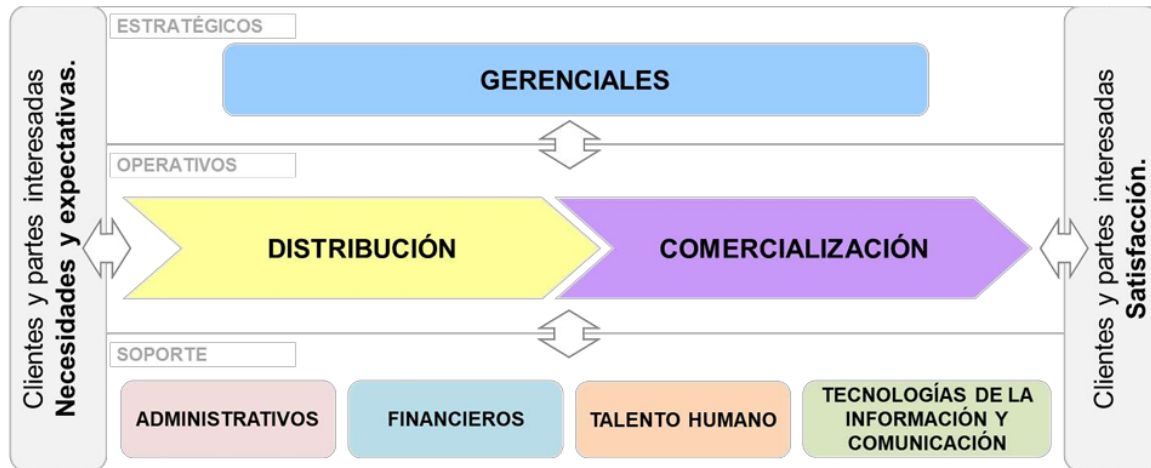 Clientes y partes interesadas
Necesidades y expectativas.
ESTRATÉGICOS
GERENCIALES
OPERATIVOS
DISTRIBUCIÓN
COMERCIALIZACIÓN
SOPORTE
ADMINISTRATIVOS
FINANCIEROS
TALENTO HUMANO
TECNOLOGÍAS DE LA
INFORMACIÓN Y
COMUNICACIÓN
Clientes y partes interesadas
Satisfacción.